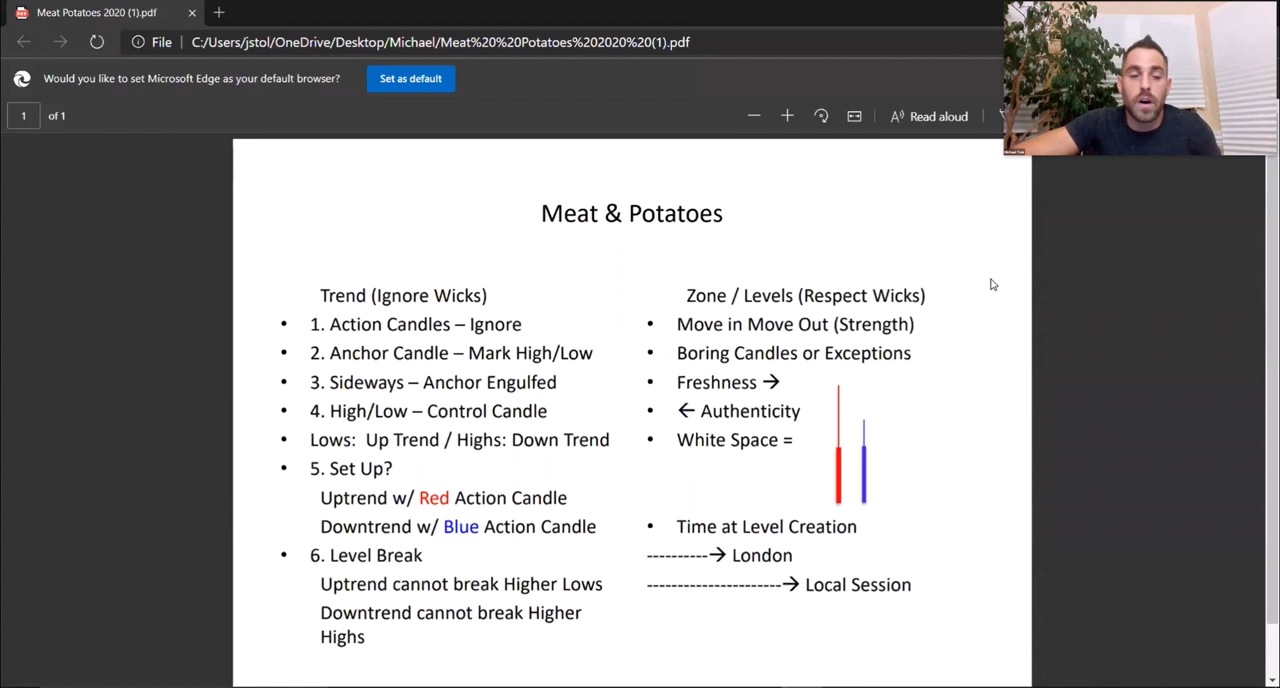 Meat Potatoes 2020 (1).pdf
File
C:/Users/jstol/OneDrive/Desktop/Michael/Meat%20%20Potatoes%202020%20(1).pdf
Would you like to set Microsoft Edge as your default browser?
Set as default
1 of 1
Read aloud
Meat & Potatoes
Trend (Ignore Wicks)
• 1. Action Candles – Ignore
• 2. Anchor Candle – Mark High/Low
• 3. Sideways – Anchor Engulfed
• 4. High/Low – Control Candle
• Lows: Up Trend / Highs: Down Trend
• 5. Set Up?
Uptrend w/ Red Action Candle
Downtrend w/ Blue Action Candle
• 6. Level Break
Uptrend cannot break Higher Lows
Downtrend cannot break Higher
Highs
Zone / Levels (Respect Wicks)
• Move in Move Out (Strength)
• Boring Candles or Exceptions
• Freshness →
• ← Authenticity
• White Space =
• Time at Level Creation
----------→ London
----------------------→ Local Session